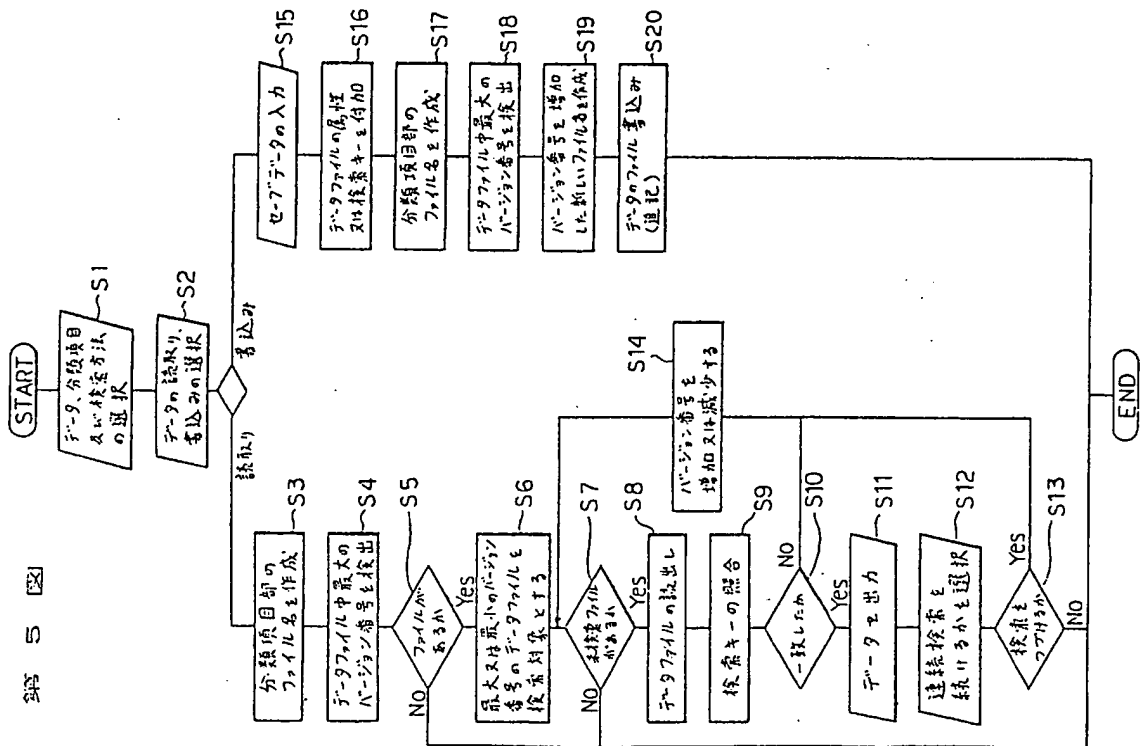 第 5 図
START
データ、分類項目
及び検索方法
の選択
S1
データの読取り、
書込みの選択
S2
読取り
書込み
分類項目部の
ファイル名を作成
S3
データファイル中最大の
バージョン番号を検出
S4
ファイルが
あるか
S5
No
Yes
最大又は最小のバージョン
番号のデータファイルを
検索対象とする
S6
未検索ファイル
があるか
S7
No
Yes
データファイルの読出し
S8
検索キーの照合
S9
一致したか
S10
No
Yes
データを出力
S11
連続検索を
続けるかを選択
S12
検索を
つづけるか
S13
Yes
No
バージョン番号を
増加又は減少する
S14
セーブデータの入力
S15
データファイルの属性
又は検索キーを付加
S16
分類項目部の
ファイル名を作成
S17
データファイル中最大の
バージョン番号を検出
S18
バージョン番号を増加
した新しいファイル名を作成
S19
データのファイル書込み
(追記)
S20
END